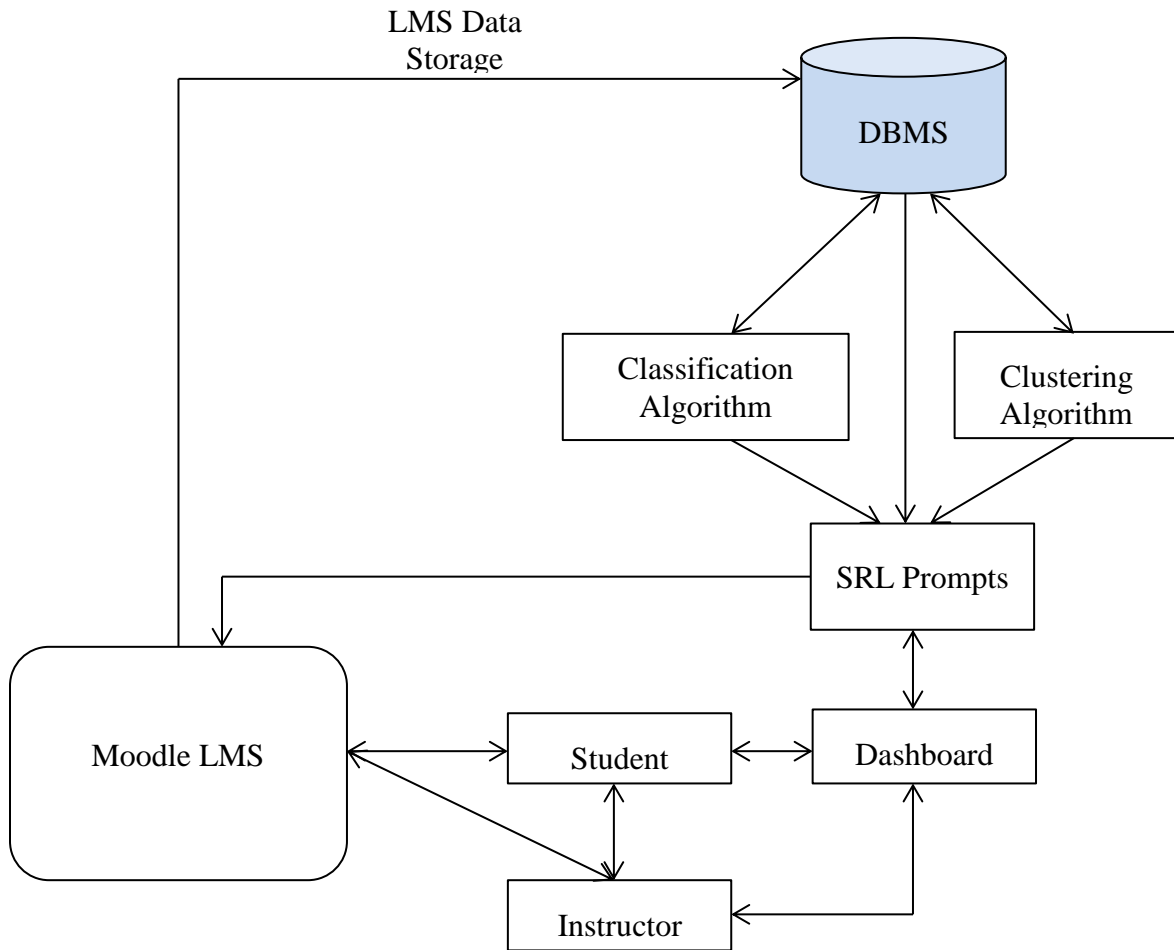 LMS Data
Storage
DBMS
Classification
Algorithm
Clustering
Algorithm
SRL Prompts
Moodle LMS
Student
Dashboard
Instructor